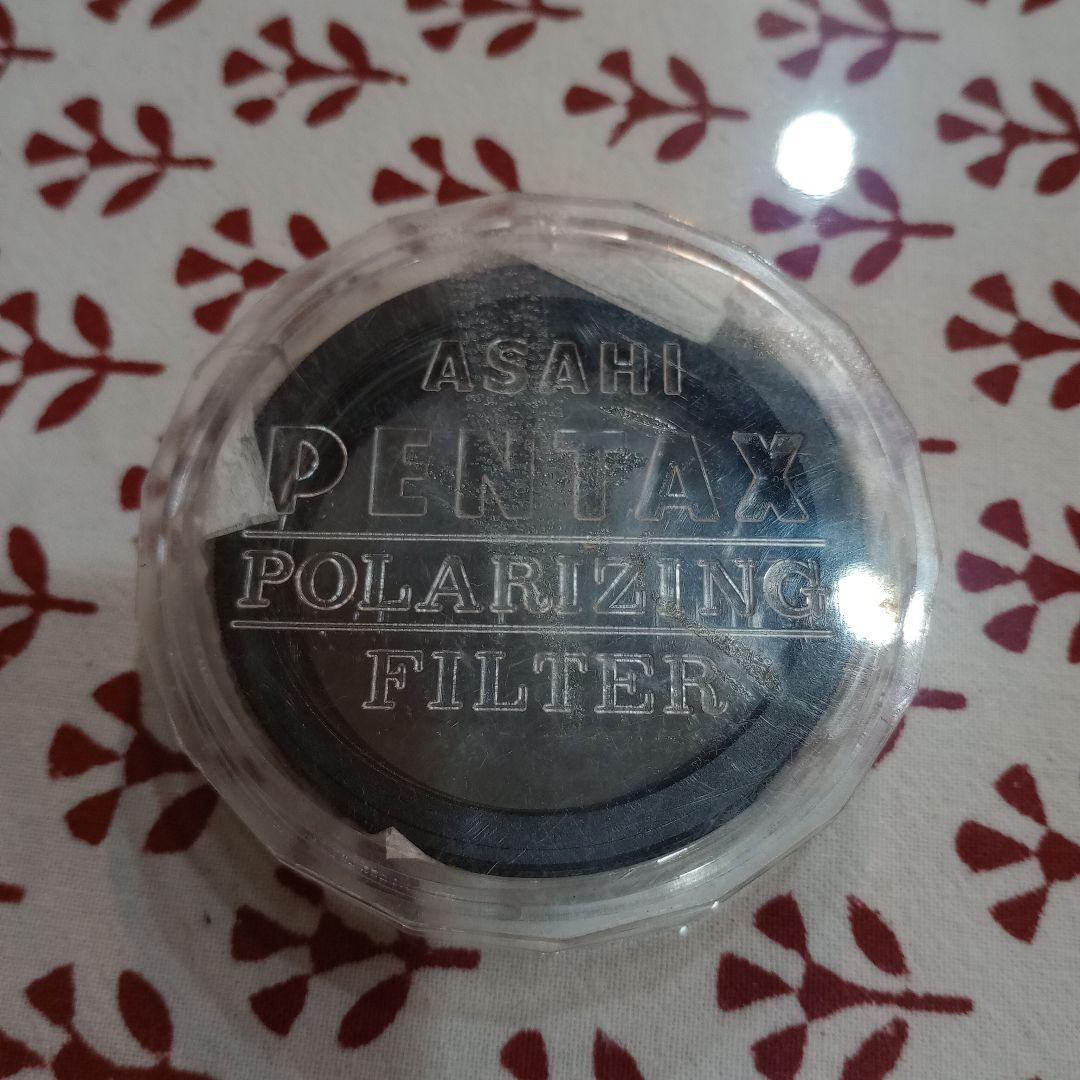 ASAHI
PENTAX
POLARIZING
FILTER